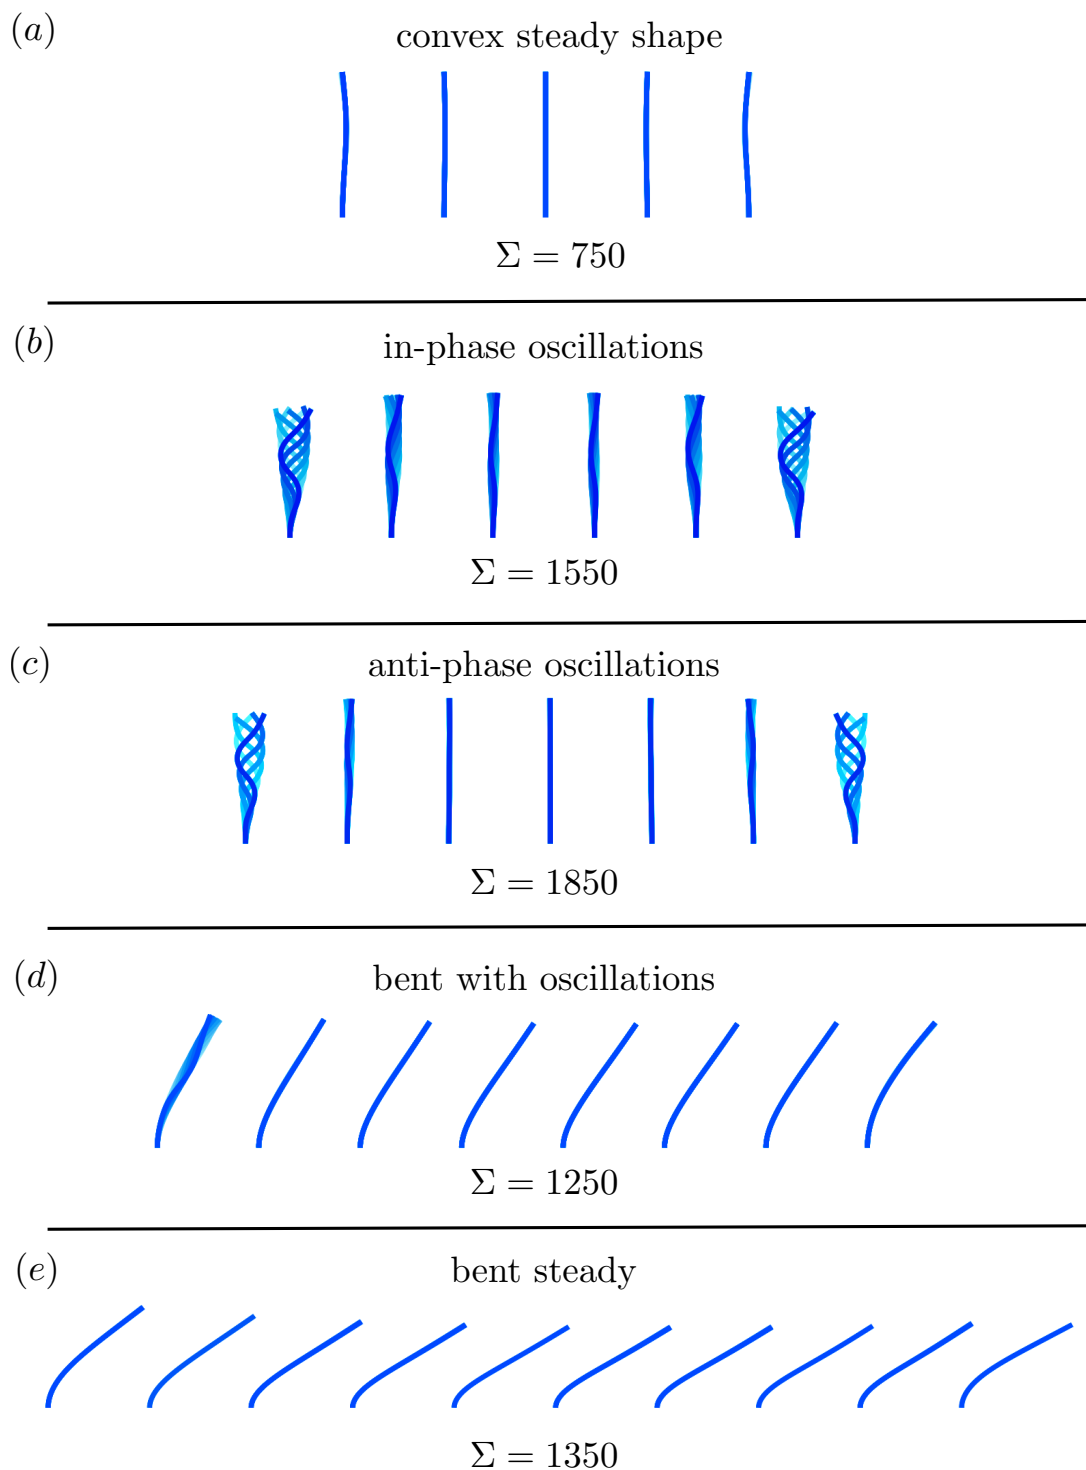 (a)
convex steady shape
Σ = 750
(b)
in-phase oscillations
Σ = 1550
(c)
anti-phase oscillations
Σ = 1850
(d)
bent with oscillations
Σ = 1250
(e)
bent steady
Σ = 1350